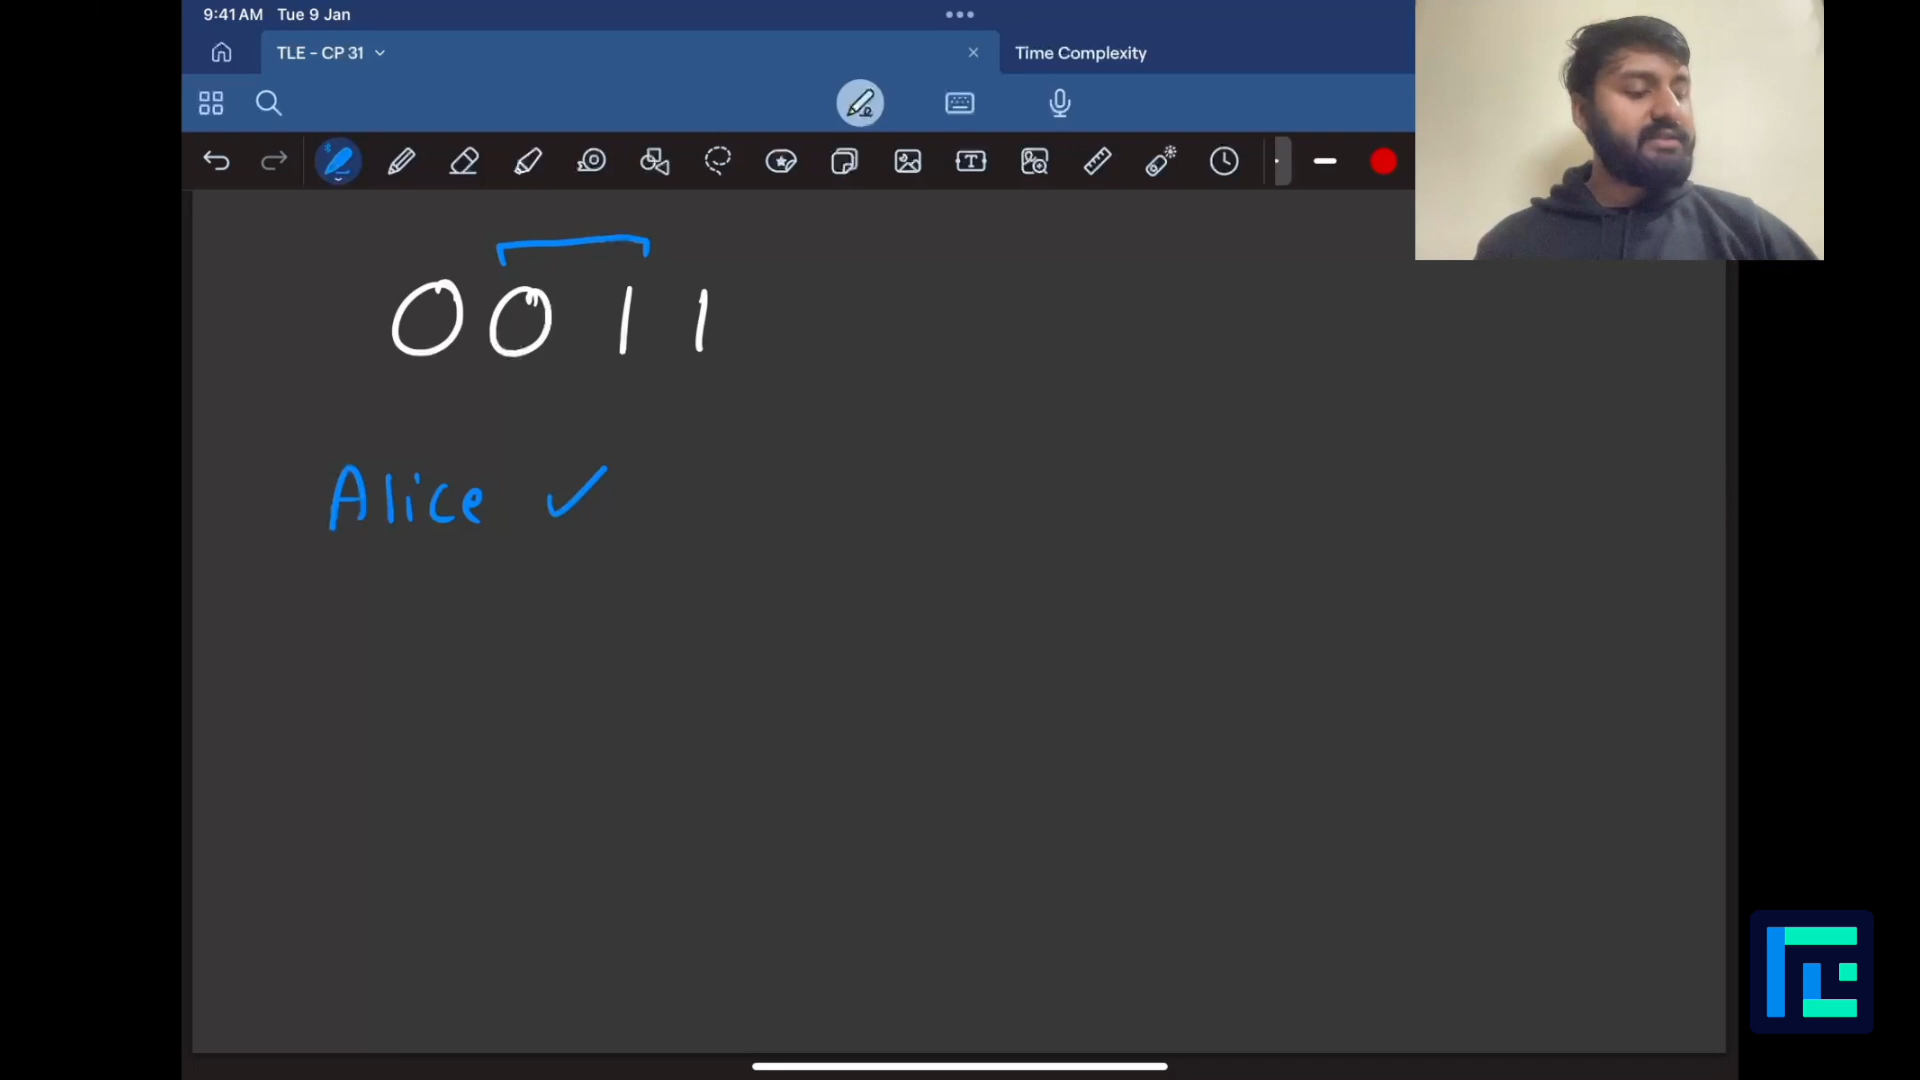 9:41 AM Tue 9 Jan
TLE - CP 31
Time Complexity
0 0 1 1
Alice ✓